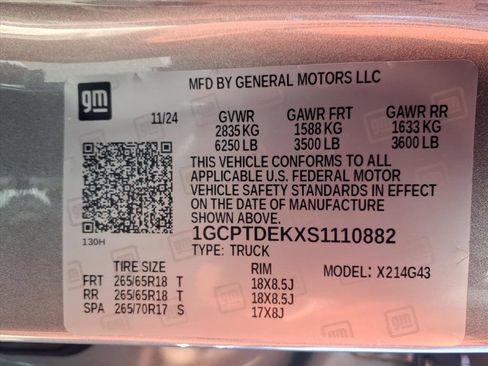 gm
MFD BY GENERAL MOTORS LLC
11/24 GVWR GAWR FRT GAWR RR
2835 KG 1588 KG 1633 KG
6250 LB 3500 LB 3600 LB
THIS VEHICLE CONFORMS TO ALL
APPLICABLE U.S. FEDERAL MOTOR
VEHICLE SAFETY STANDARDS IN EFFECT
ON THE DATE OF MANUFACTURE
SHOWN ABOVE.
130H
1GCPTDEKXS1110882
TYPE: TRUCK
TIRE SIZE RIM MODEL: X214G43
FRT 265/65R18 T 18X8.5J
RR 265/65R18 T 18X8.5J
SPA 265/70R17 S 17X8J